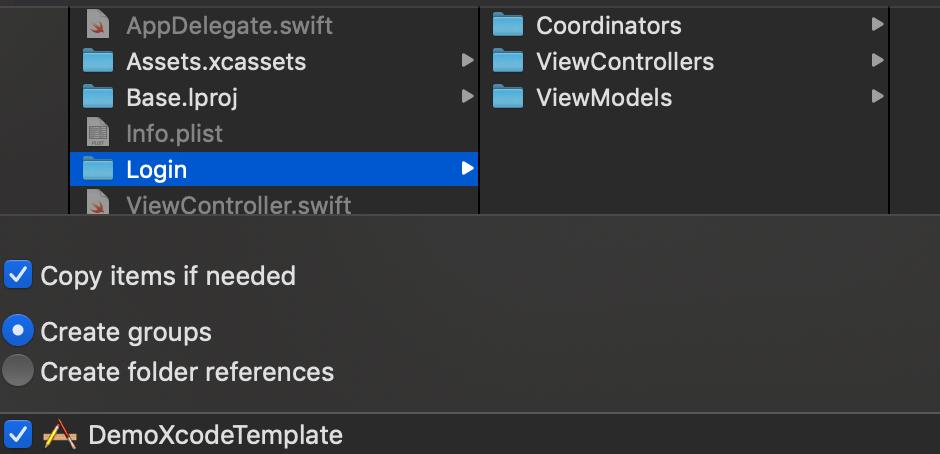 AppDelegate.swift
Assets.xcassets
Base.lproj
Info.plist
Login
ViewController.swift
Coordinators
ViewControllers
ViewModels
Copy items if needed
Create groups
Create folder references
DemoXcodeTemplate